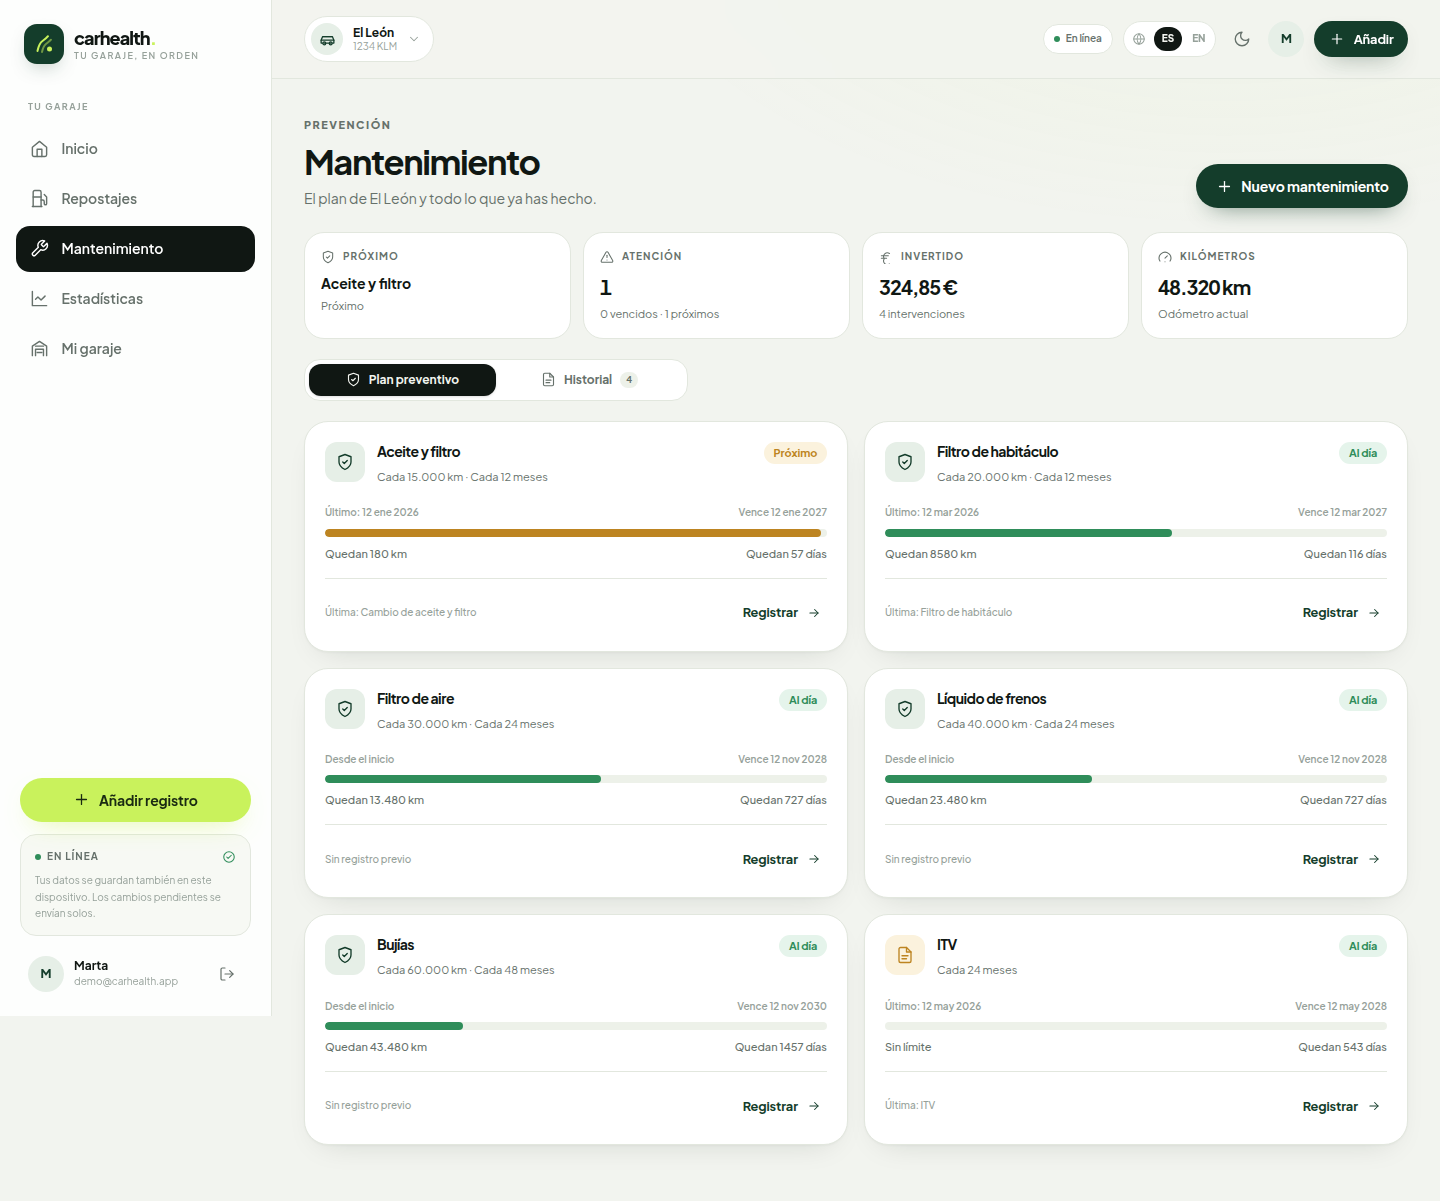 carhealth.
TU GARAJE, EN ORDEN
TU GARAJE
Inicio
Repostajes
Mantenimiento
Estadísticas
Mi garaje
Añadir registro
EN LÍNEA
Tus datos se guardan también en este
dispositivo. Los cambios pendientes se
envían solos.
M
Marta
demo@carhealth.app
El León
1234 KLM
En línea
ES
EN
M
Añadir
PREVENCIÓN
Mantenimiento
El plan de El León y todo lo que ya has hecho.
Nuevo mantenimiento
PRÓXIMO
Aceite y filtro
Próximo
ATENCIÓN
1
0 vencidos · 1 próximos
INVERTIDO
324,85 €
4 intervenciones
KILÓMETROS
48.320 km
Odómetro actual
Plan preventivo
Historial 4
Aceite y filtro
Próximo
Cada 15.000 km · Cada 12 meses
Último: 12 ene 2026
Vence 12 ene 2027
Quedan 180 km
Quedan 57 días
Última: Cambio de aceite y filtro
Registrar
Filtro de habitáculo
Al día
Cada 20.000 km · Cada 12 meses
Último: 12 mar 2026
Vence 12 mar 2027
Quedan 8580 km
Quedan 116 días
Última: Filtro de habitáculo
Registrar
Filtro de aire
Al día
Cada 30.000 km · Cada 24 meses
Desde el inicio
Vence 12 nov 2028
Quedan 13.480 km
Quedan 727 días
Sin registro previo
Registrar
Líquido de frenos
Al día
Cada 40.000 km · Cada 24 meses
Desde el inicio
Vence 12 nov 2028
Quedan 23.480 km
Quedan 727 días
Sin registro previo
Registrar
Bujías
Al día
Cada 60.000 km · Cada 48 meses
Desde el inicio
Vence 12 nov 2030
Quedan 43.480 km
Quedan 1457 días
Sin registro previo
Registrar
ITV
Al día
Cada 24 meses
Último: 12 may 2026
Vence 12 may 2028
Sin límite
Quedan 543 días
Última: ITV
Registrar